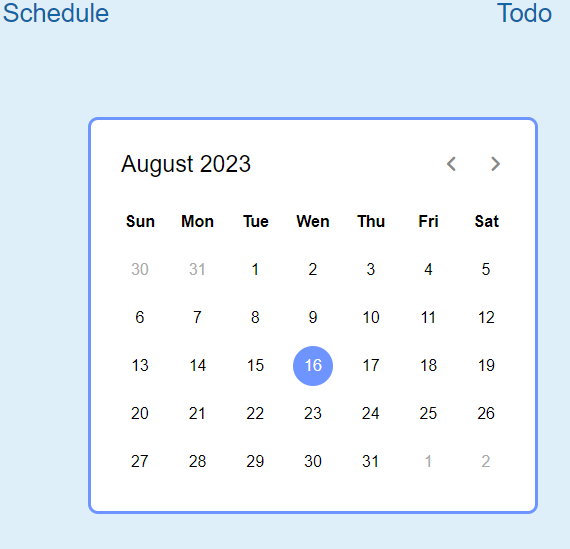 Schedule Todo
August 2023
Sun Mon Tue Wen Thu Fri Sat
30 31 1 2 3 4 5
6 7 8 9 10 11 12
13 14 15 16 17 18 19
20 21 22 23 24 25 26
27 28 29 30 31 1 2